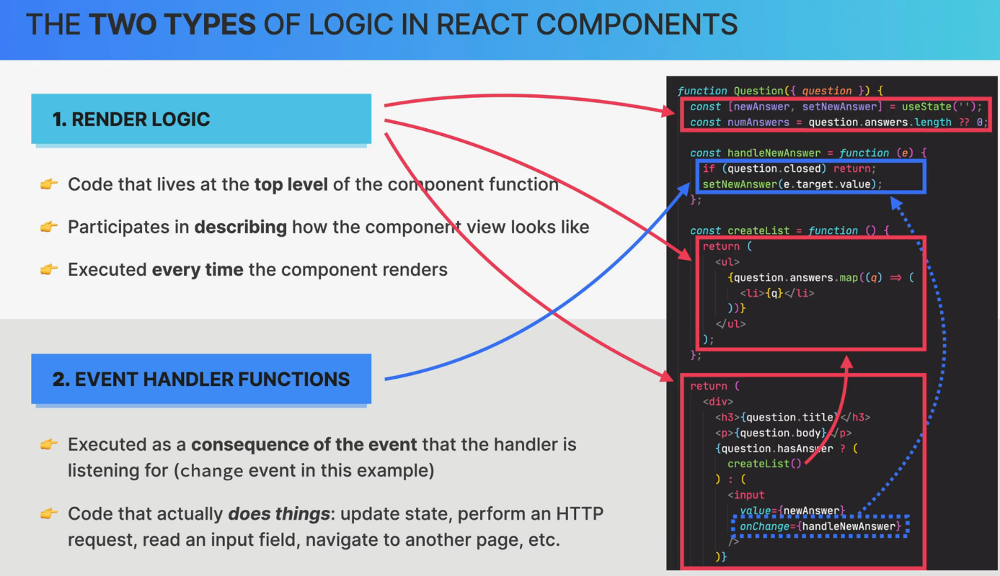 THE TWO TYPES OF LOGIC IN REACT COMPONENTS
1. RENDER LOGIC
👉 Code that lives at the top level of the component function
👉 Participates in describing how the component view looks like
👉 Executed every time the component renders
2. EVENT HANDLER FUNCTIONS
👉 Executed as a consequence of the event that the handler is
listening for (change event in this example)
👉 Code that actually does things: update state, perform an HTTP
request, read an input field, navigate to another page, etc.
function Question({ question }) {
const [newAnswer, setNewAnswer] = useState('');
const numAnswers = question.answers.length ?? 0;
const handleNewAnswer = function (e) {
if (question.closed) return;
setNewAnswer(e.target.value);
};
const createList = function () {
return (
<ul>
{question.answers.map((q) => (
<li>{q}</li>
))}
</ul>
);
};
return (
<div>
<h3>{question.title}</h3>
<p>{question.body}</p>
{question.hasAnswer ? (
createList()
) : (
<input
value={newAnswer}
onChange={handleNewAnswer}
/>
)}